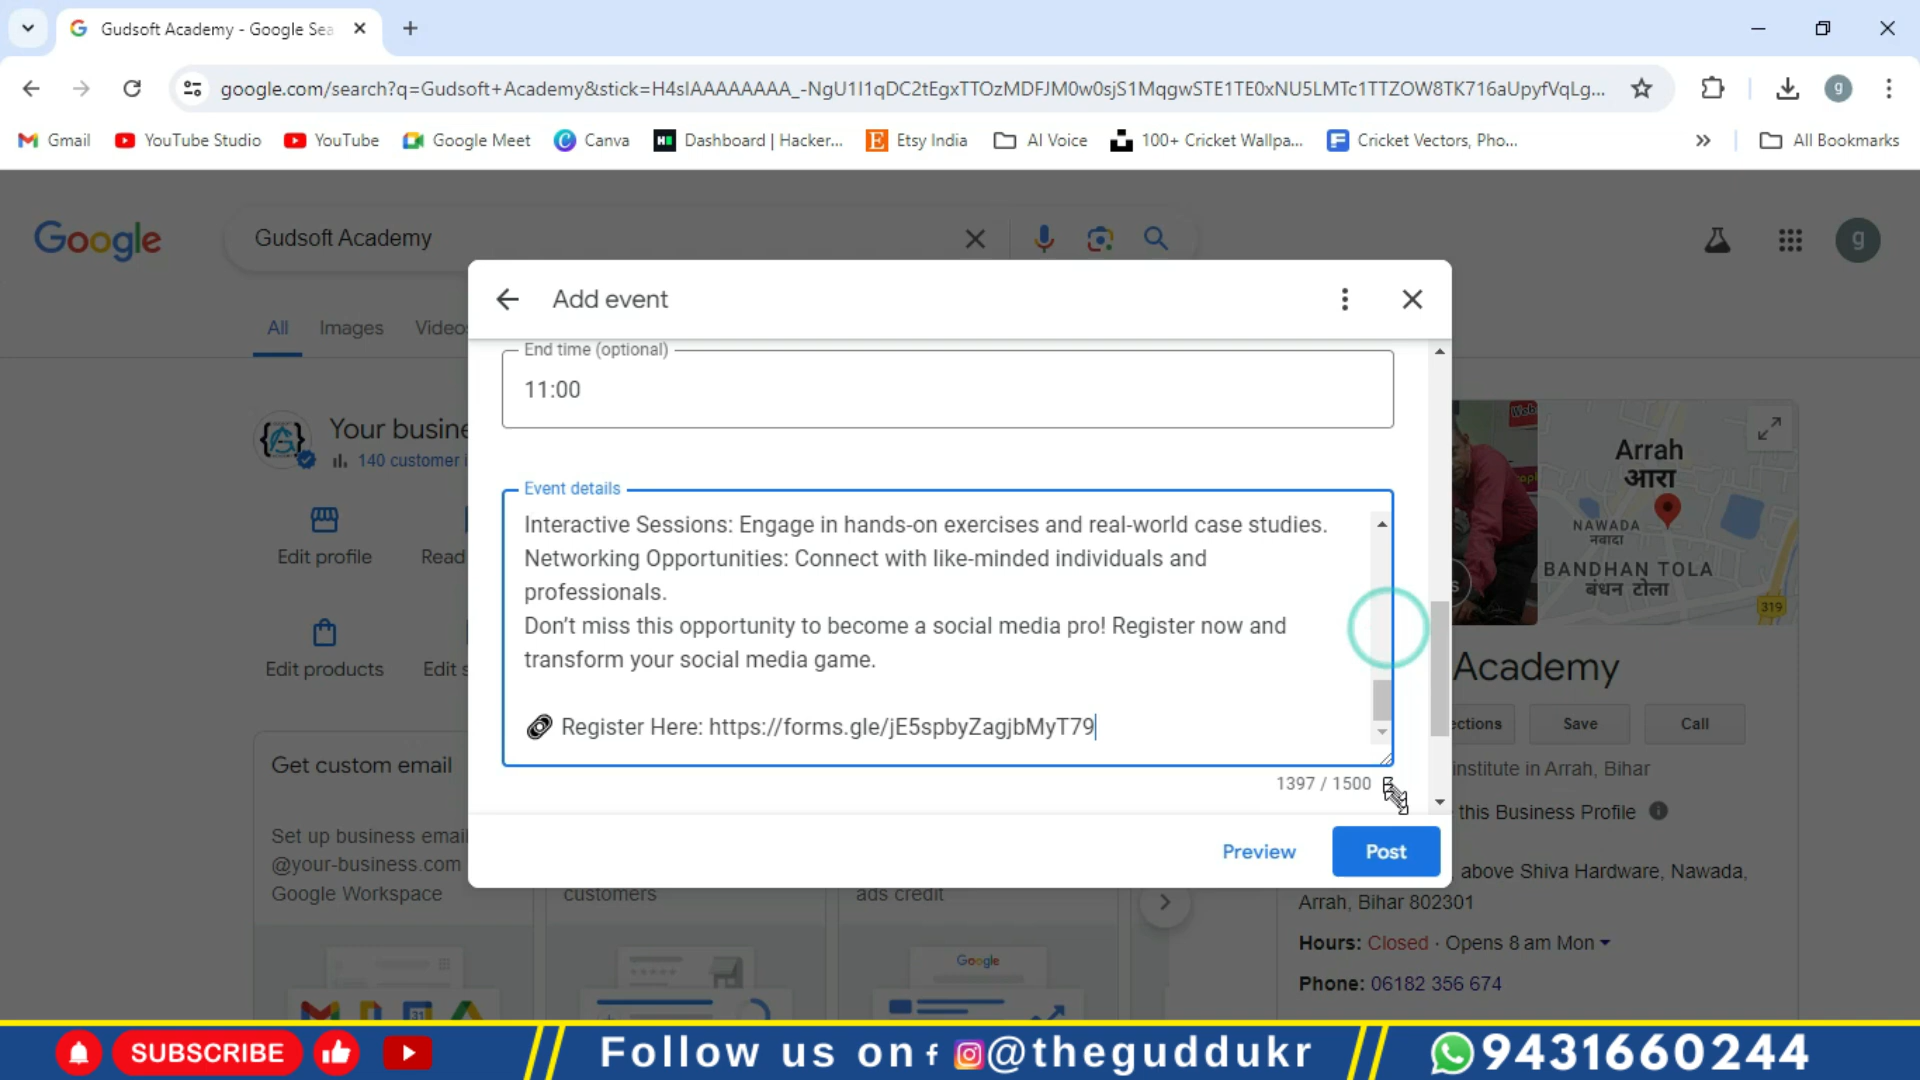 Gudsoft Academy - Google Sea
google.com/search?q=Gudsoft+Academy&stick=H4sIAAAAAAAA_-NgU1I1qDC2tEgxTTOzMDFJM0w0sjS1MqgwSTE1TE0xNU5LMTc1TTZOW8TK716aUpyfVqLg...
g
Gmail
YouTube Studio
YouTube
Google Meet
Canva
Dashboard | Hacker...
Etsy India
AI Voice
100+ Cricket Wallpa...
Cricket Vectors, Pho...
All Bookmarks
Google
Gudsoft Academy
g
All
Images
Videos
Add event
End time (optional)
11:00
Your busine
140 customer i
Edit profile
Read
Edit products
Edit s
Event details
Interactive Sessions: Engage in hands-on exercises and real-world case studies.
Networking Opportunities: Connect with like-minded individuals and
professionals.
Don't miss this opportunity to become a social media pro! Register now and
transform your social media game.
Register Here: https://forms.gle/jE5spbyZagjbMyT79
1397 / 1500
Preview
Post
Arrah
आरा
NAWADA
नवादा
BANDHAN TOLA
बंधन टोला
319
Academy
ections
Save
Call
institute in Arrah, Bihar
this Business Profile
above Shiva Hardware, Nawada,
Arrah, Bihar 802301
Hours: Closed · Opens 8 am Mon
Phone: 06182 356 674
Get custom email
Set up business email
@your-business.com
Google Workspace
customers
ads credit
Google
SUBSCRIBE
Follow us on @theguddukr
9431660244